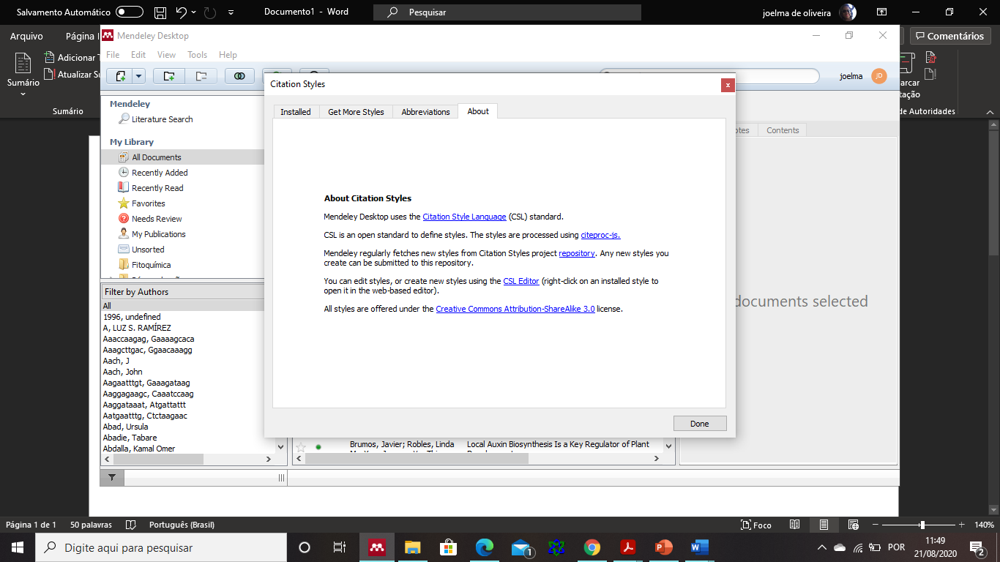 Salvamento Automático
Documento1 - Word
Pesquisar
joelma de oliveira
Arquivo
Página
Comentários
Sumário
Adicionar
Atualizar
Sumário
de Autoridades
Mendeley Desktop
File Edit View Tools Help
joelma
JD
Mendeley
Literature Search
My Library
All Documents
Recently Added
Recently Read
Favorites
Needs Review
My Publications
Unsorted
Fitoquímica
Filter by Authors
All
1996, undefined
A, LUZ S. RAMÍREZ
Aaaccaagag, Gaaaagcaca
Aaagcttgac, Ggaacaaagg
Aach, J
Aach, John
Aagaatttgt, Gaaagataag
Aaggagaagc, Caaatccaag
Aaggataaat, Atgattattt
Aatgaatttg, Ctctaagaac
Abad, Ursula
Abadie, Tabare
Abdalla, Kamal Omer
Citation Styles
x
Installed Get More Styles Abbreviations About
About Citation Styles
Mendeley Desktop uses the Citation Style Language (CSL) standard.
CSL is an open standard to define styles. The styles are processed using citeproc-js.
Mendeley regularly fetches new styles from Citation Styles project repository. Any new styles you
create can be submitted to this repository.
You can edit styles, or create new styles using the CSL Editor (right-click on an installed style to
open it in the web-based editor).
All styles are offered under the Creative Commons Attribution-ShareAlike 3.0 license.
Done
Contents
documents selected
Brumos, Javier; Robles, Linda Local Auxin Biosynthesis Is a Key Regulator of Plant
Página 1 de 1 50 palavras Português (Brasil)
Foco
140%
Digite aqui para pesquisar
1
POR
11:49
21/08/2020
2